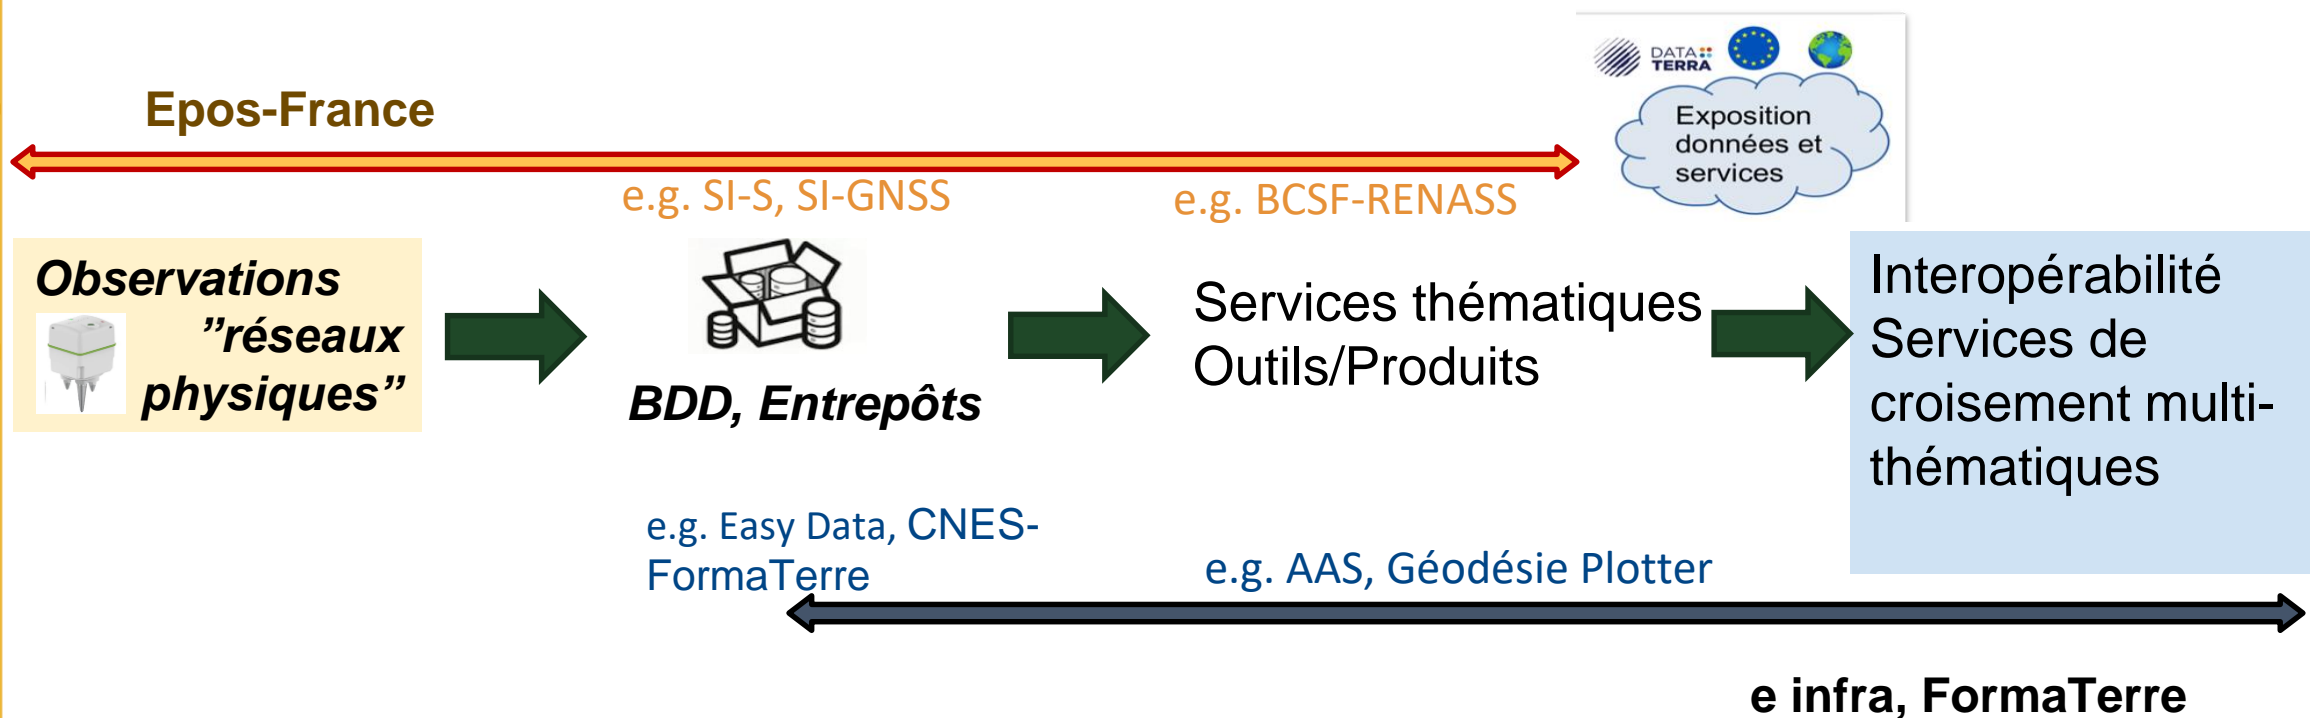 DATA
TERRA
Epos-France
Exposition
données et
services
e.g. SI-S, SI-GNSS
e.g. BCSF-RENASS
Observations
”réseaux
physiques”
BDD, Entrepôts
Services thématiques
Outils/Produits
Interopérabilité
Services de
croisement multi-
thématiques
e.g. Easy Data, CNES-
FormaTerre
e.g. AAS, Géodésie Plotter
e infra, FormaTerre